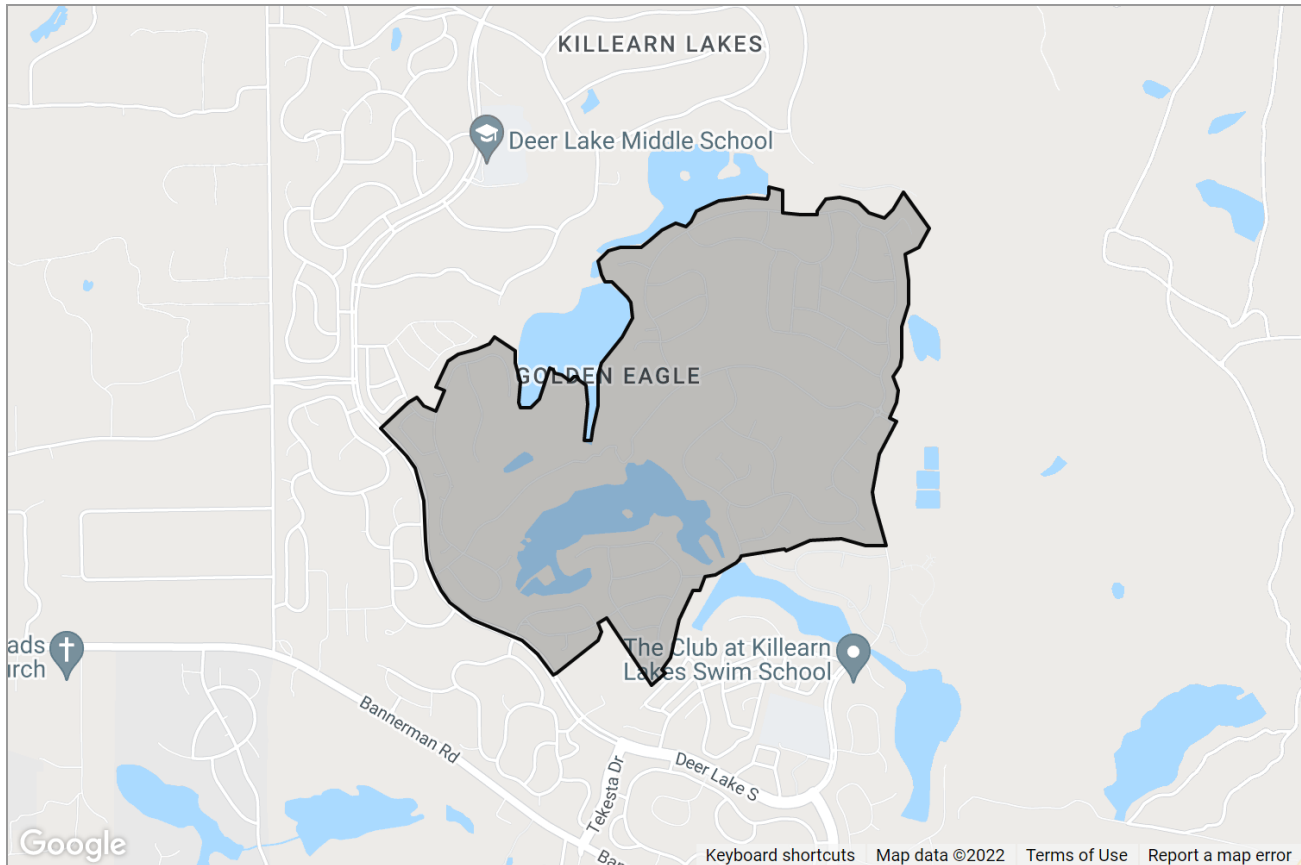 KILLEARN LAKES
Deer Lake Middle School
GOLDEN EAGLE
ads
urch
The Club at Killearn
Lakes Swim School
Bannerman Rd
Deer Lake S
Tekesta Dr
Ban
Google
Keyboard shortcuts Map data ©2022 Terms of Use Report a map error